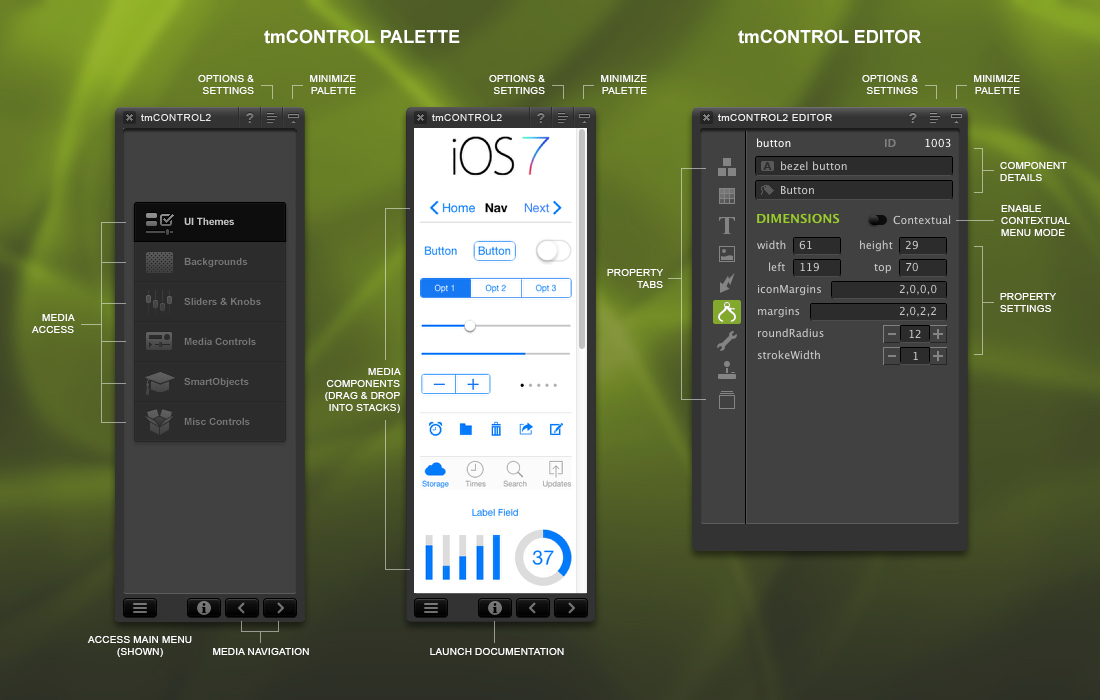 tmCONTROL PALETTE
tmCONTROL EDITOR
OPTIONS &
SETTINGS
MINIMIZE
PALETTE
OPTIONS &
SETTINGS
MINIMIZE
PALETTE
OPTIONS &
SETTINGS
MINIMIZE
PALETTE
tmCONTROL2
?
UI Themes
Backgrounds
Sliders & Knobs
Media Controls
SmartObjects
Misc Controls
MEDIA
ACCESS
ACCESS MAIN MENU
(SHOWN)
MEDIA NAVIGATION
tmCONTROL2
?
iOS 7
Home Nav Next
Button Button
Opt 1 Opt 2 Opt 3
Storage Times Search Updates
Label Field
37
MEDIA
COMPONENTS
(DRAG & DROP
INTO STACKS)
LAUNCH DOCUMENTATION
tmCONTROL2 EDITOR
?
button ID 1003
A bezel button
Button
DIMENSIONS Contextual
width 61 height 29
left 119 top 70
iconMargins 2,0,0,0
margins 2,0,2,2
roundRadius 12
strokeWidth 1
T
PROPERTY
TABS
COMPONENT
DETAILS
ENABLE
CONTEXTUAL
MENU MODE
PROPERTY
SETTINGS